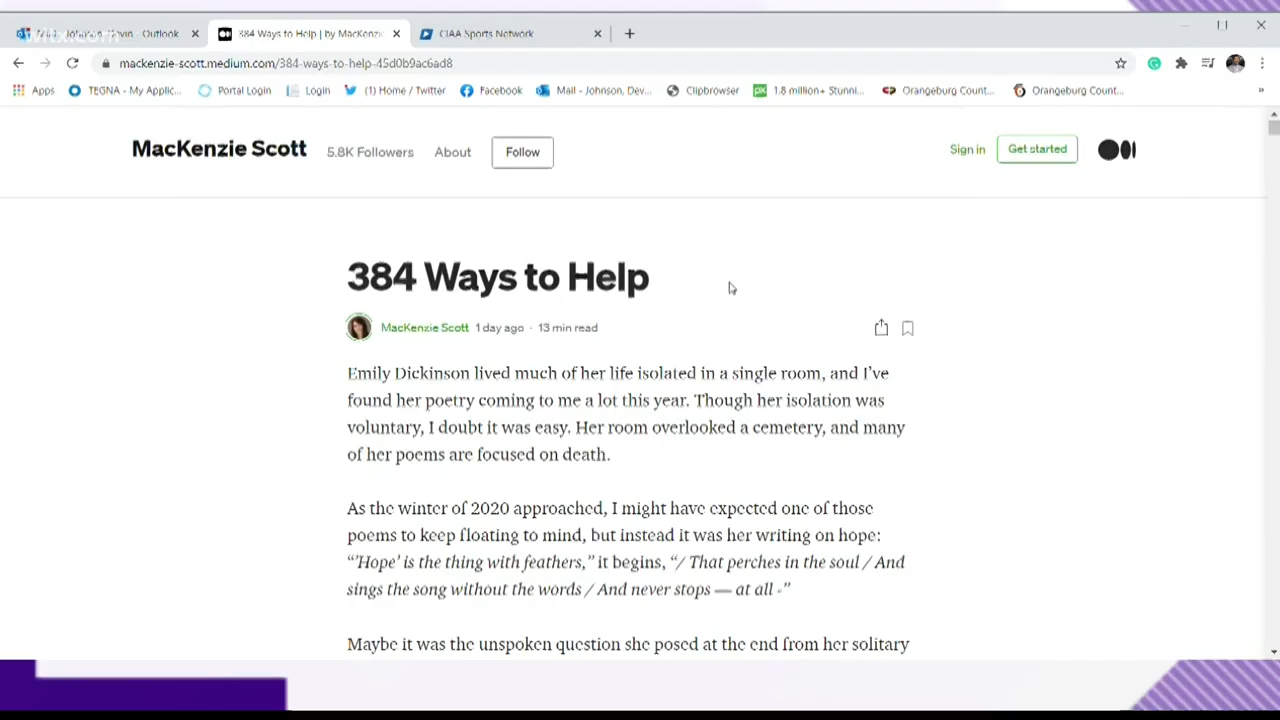 Johnson, Devin - Outlook
384 Ways to Help | by MacKenzie
CIAA Sports Network
mackenzie-scott.medium.com/384-ways-to-help-45d0b9ac6ad8
Apps
TEGNA - My Applic...
Portal Login
Login
(1) Home / Twitter
Facebook
Mail - Johnson, Dev...
Clipbrowser
1.8 million+ Stunni...
Orangeburg Count...
Orangeburg Count...
MacKenzie Scott
5.8K Followers
About
Follow
Sign in
Get started
384 Ways to Help
MacKenzie Scott 1 day ago · 13 min read
Emily Dickinson lived much of her life isolated in a single room, and I’ve
found her poetry coming to me a lot this year. Though her isolation was
voluntary, I doubt it was easy. Her room overlooked a cemetery, and many
of her poems are focused on death.
As the winter of 2020 approached, I might have expected one of those
poems to keep floating to mind, but instead it was her writing on hope:
“’Hope’ is the thing with feathers,” it begins, “/ That perches in the soul / And
sings the song without the words / And never stops — at all -”
Maybe it was the unspoken question she posed at the end from her solitary